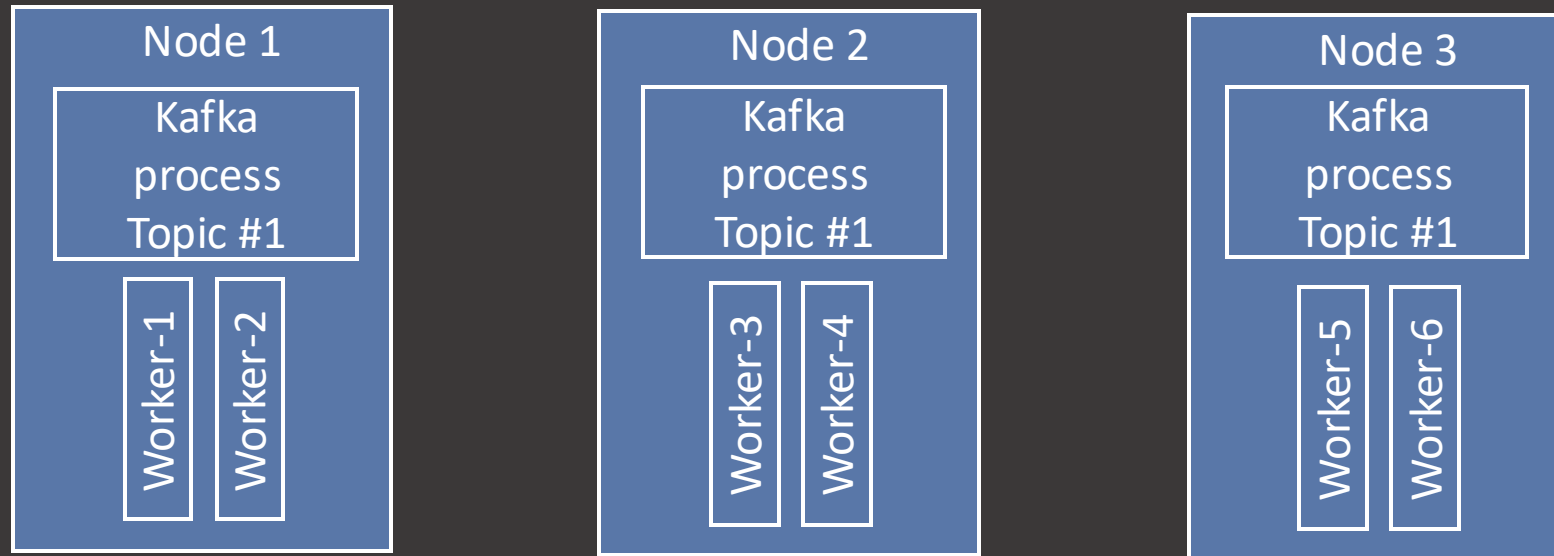 Node 1
Kafka
process
Topic #1
Worker-1
Worker-2
Node 2
Kafka
process
Topic #1
Worker-3
Worker-4
Node 3
Kafka
process
Topic #1
Worker-5
Worker-6